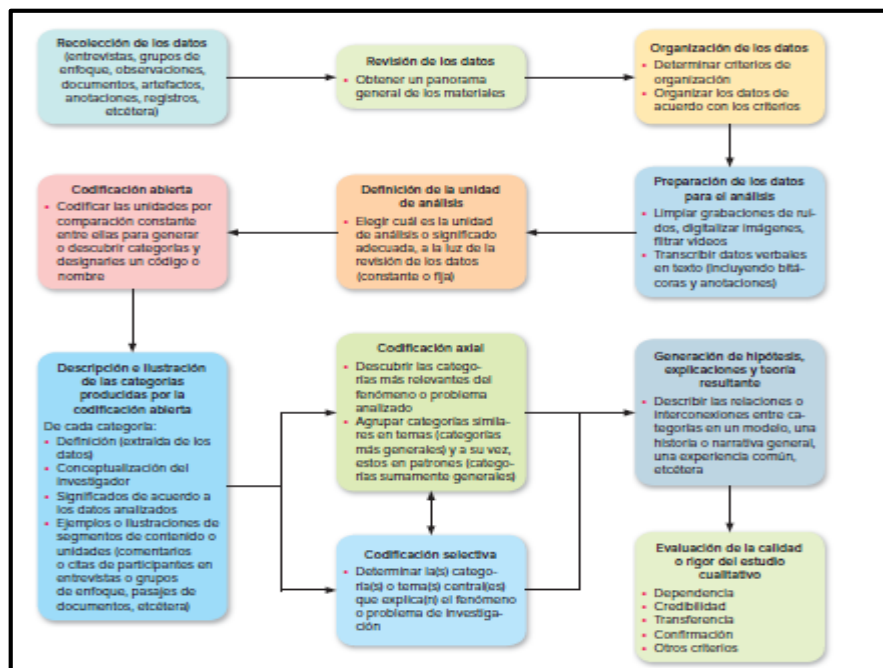 Recolección de los datos
(entrevistas, grupos de
enfoque, observaciones,
documentos, artefactos,
anotaciones, registros,
etcétera)
Revisión de los datos
• Obtener un panorama
general de los materiales
Organización de los datos
• Determinar criterios de
organización
• Organizar los datos de
acuerdo con los criterios
Preparación de los datos
para el análisis
• Limpiar grabaciones de rui-
dos, digitalizar imágenes,
filtrar videos
• Transcribir datos verbales
en texto (incluyendo bitá-
coras y anotaciones)
Definición de la unidad
de análisis
• Elegir cuál es la unidad
de análisis o significado
adecuada, a la luz de la
revisión de los datos
(constante o fija)
Codificación abierta
• Codificar las unidades por
comparación constante
entre ellas para generar
o descubrir categorías y
designarles un código o
nombre
Descripción e ilustración
de las categorías
producidas por la
codificación abierta
De cada categoría:
• Definición (extraída de los
datos)
• Conceptualización del
investigador
• Significados de acuerdo a
los datos analizados
• Ejemplos o ilustraciones de
segmentos de contenido o
unidades (comentarios
o citas de participantes en
entrevistas o grupos
de enfoque, pasajes de
documentos, etcétera)
Codificación axial
• Descubrir las catego-
rías más relevantes del
fenómeno o problema
analizado
• Agrupar categorías simila-
res en temas (categorías
más generales) y a su vez,
estos en patrones (catego-
rías sumamente generales)
Codificación selectiva
• Determinar la(s) catego-
ría(s) o tema(s) central(es)
que explica(n) el fenómeno
o problema de investiga-
ción
Generación de hipótesis,
explicaciones y teoría
resultante
• Describir las relaciones o
interconexiones entre ca-
tegorías en un modelo, una
historia o narrativa general,
una experiencia común,
etcétera
Evaluación de la calidad
o rigor del estudio
cualitativo
• Dependencia
• Credibilidad
• Transferencia
• Confirmación
• Otros criterios